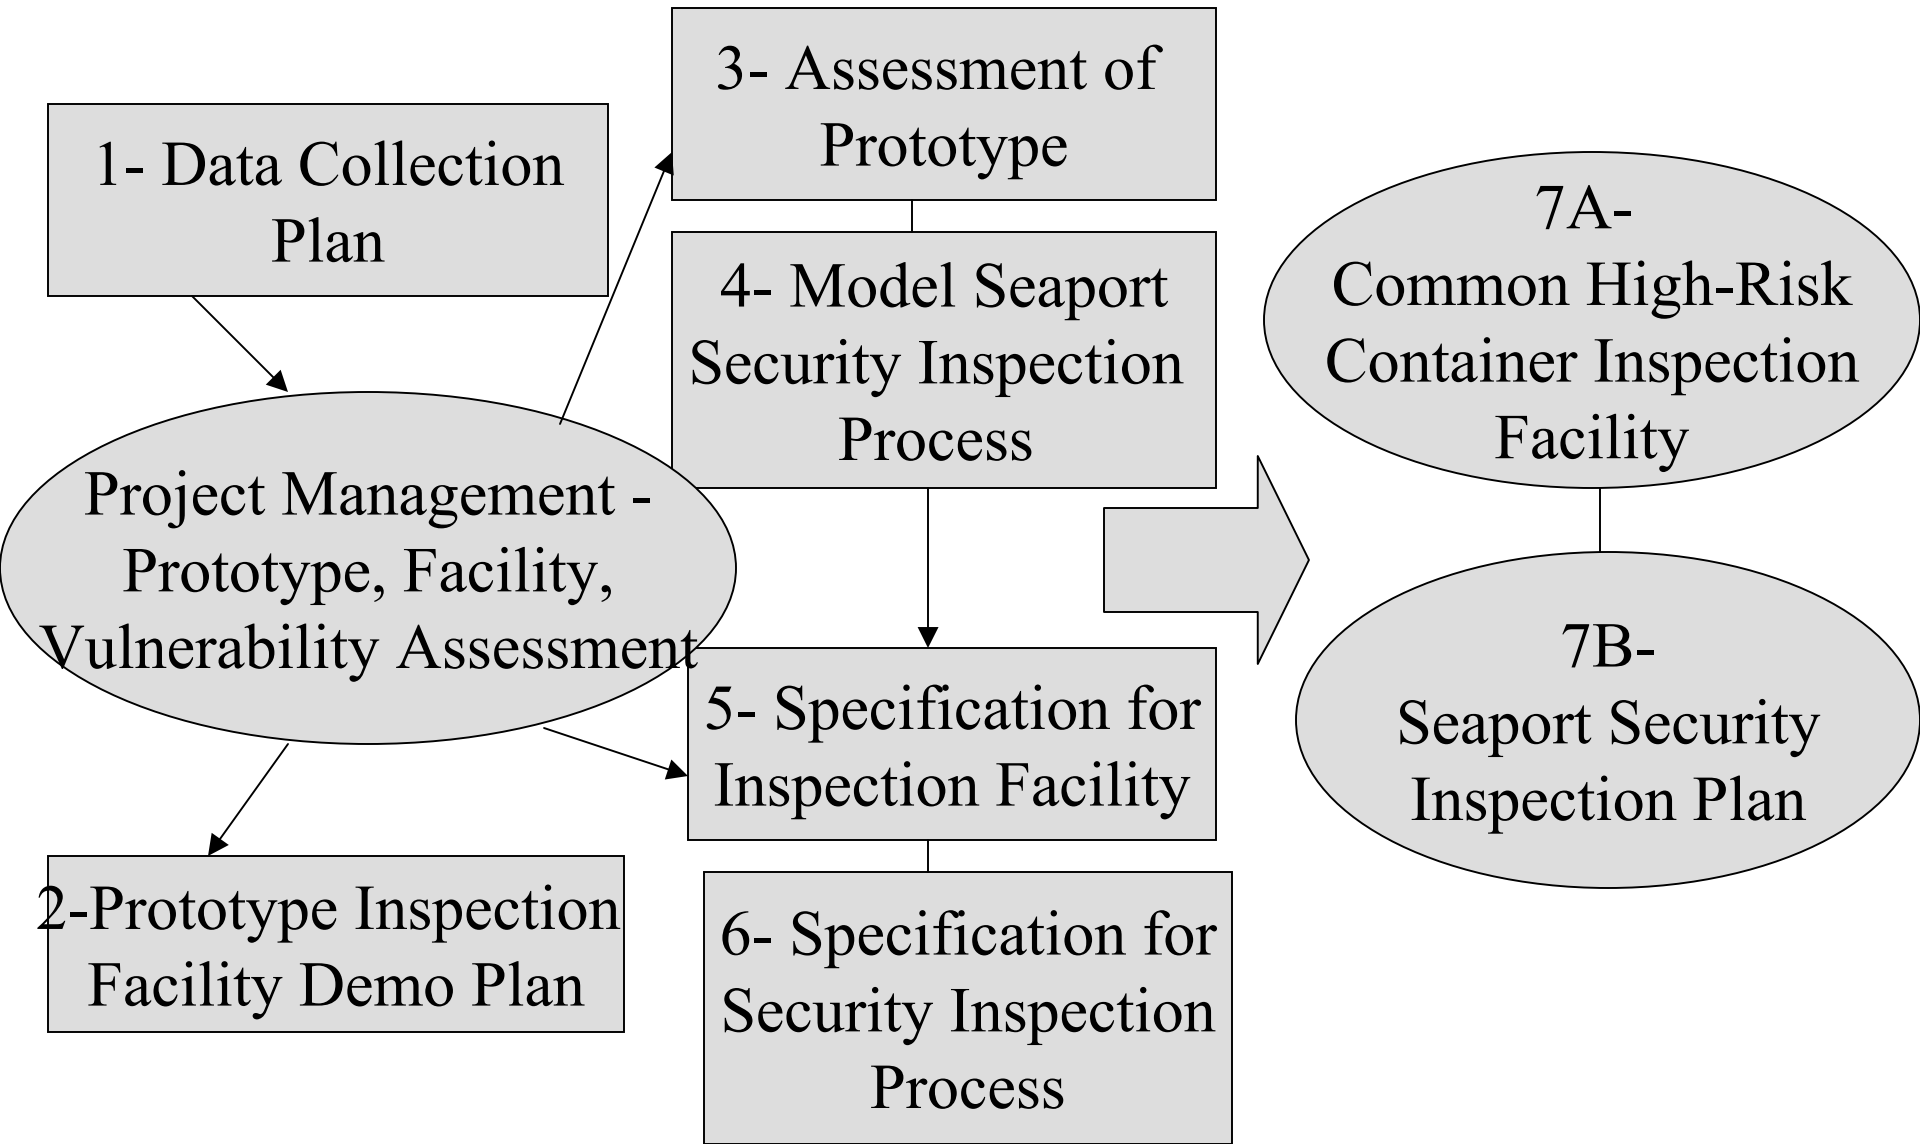 1- Data Collection
Plan
Project Management -
Prototype, Facility,
Vulnerability Assessment
2-Prototype Inspection
Facility Demo Plan
3- Assessment of
Prototype
4- Model Seaport
Security Inspection
Process
5- Specification for
Inspection Facility
6- Specification for
Security Inspection
Process
7A-
Common High-Risk
Container Inspection
Facility
7B-
Seaport Security
Inspection Plan